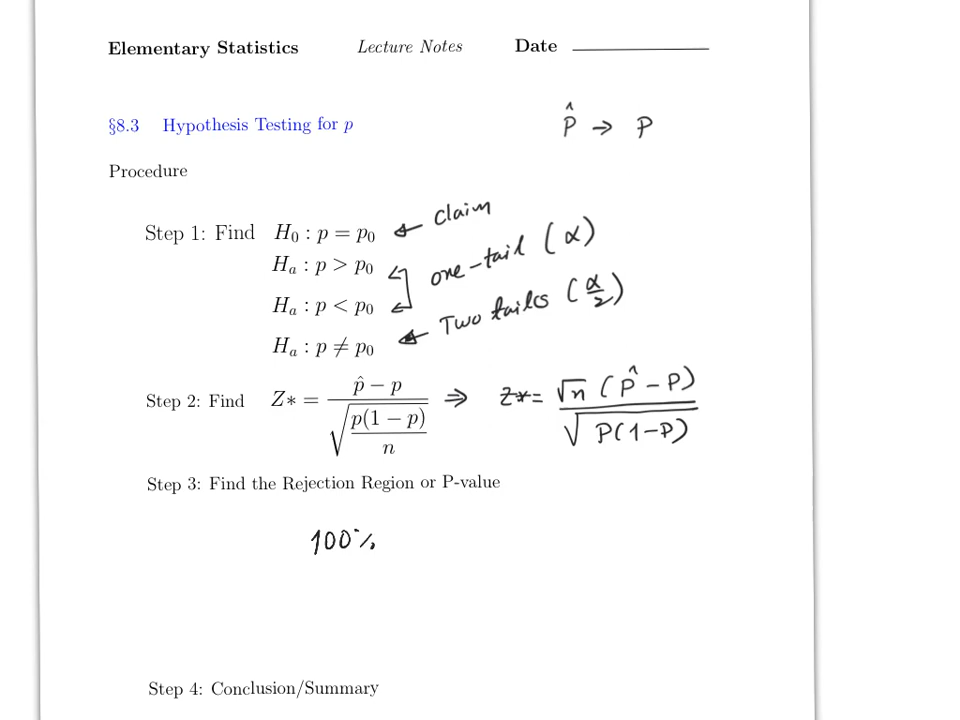 Elementary Statistics Lecture Notes Date ____________
§8.3 Hypothesis Testing for p p̂ → p
Procedure
Step 1: Find H₀ : p = p₀ ← claim
Hₐ : p > p₀ ← one-tail (α)
Hₐ : p < p₀ ←
Hₐ : p ≠ p₀ ← Two tails (α/2)
Step 2: Find Z* = (p̂ − p) / √(p(1 − p)/n) ⇒ Z* = √n (p̂ − p) / √(p(1−p))
Step 3: Find the Rejection Region or P-value
100%
Step 4: Conclusion/Summary